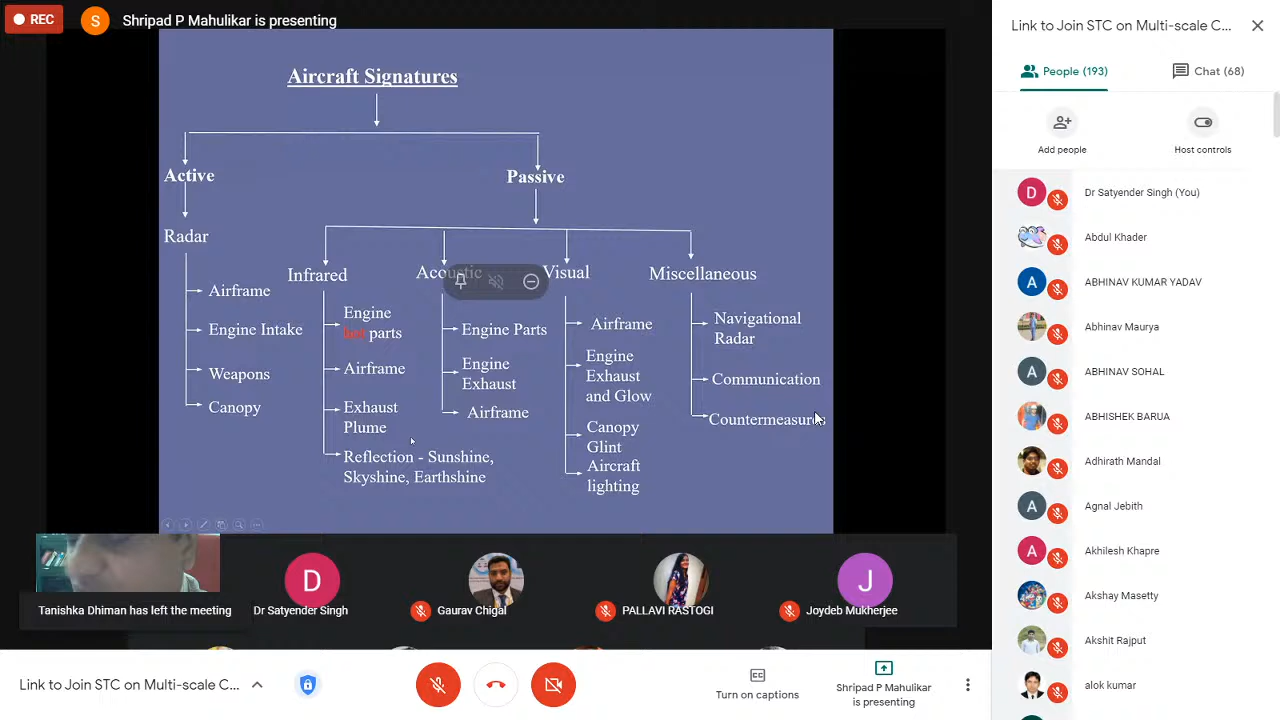 REC
S
Shripad P Mahulikar is presenting
Aircraft Signatures
Active
Passive
Radar
Airframe
Engine Intake
Weapons
Canopy
Infrared
Engine
hot parts
Airframe
Exhaust
Plume
Reflection - Sunshine,
Skyshine, Earthshine
Acoustic
Engine Parts
Engine
Exhaust
Airframe
Visual
Airframe
Engine
Exhaust
and Glow
Canopy
Glint
Aircraft
lighting
Miscellaneous
Navigational
Radar
Communication
Countermeasures
Tanishka Dhiman has left the meeting
D
Dr Satyender Singh
Gaurav Chigal
PALLAVI RASTOGI
J
Joydeb Mukherjee
Link to Join STC on Multi-scale C...
Turn on captions
Shripad P Mahulikar
is presenting
Link to Join STC on Multi-scale C...
People (193)
Chat (68)
Add people
Host controls
D
Dr Satyender Singh (You)
Abdul Khader
A
ABHINAV KUMAR YADAV
Abhinav Maurya
A
ABHINAV SOHAL
ABHISHEK BARUA
Adhirath Mandal
A
Agnal Jebith
A
Akhilesh Khapre
Akshay Masetty
Akshit Rajput
alok kumar